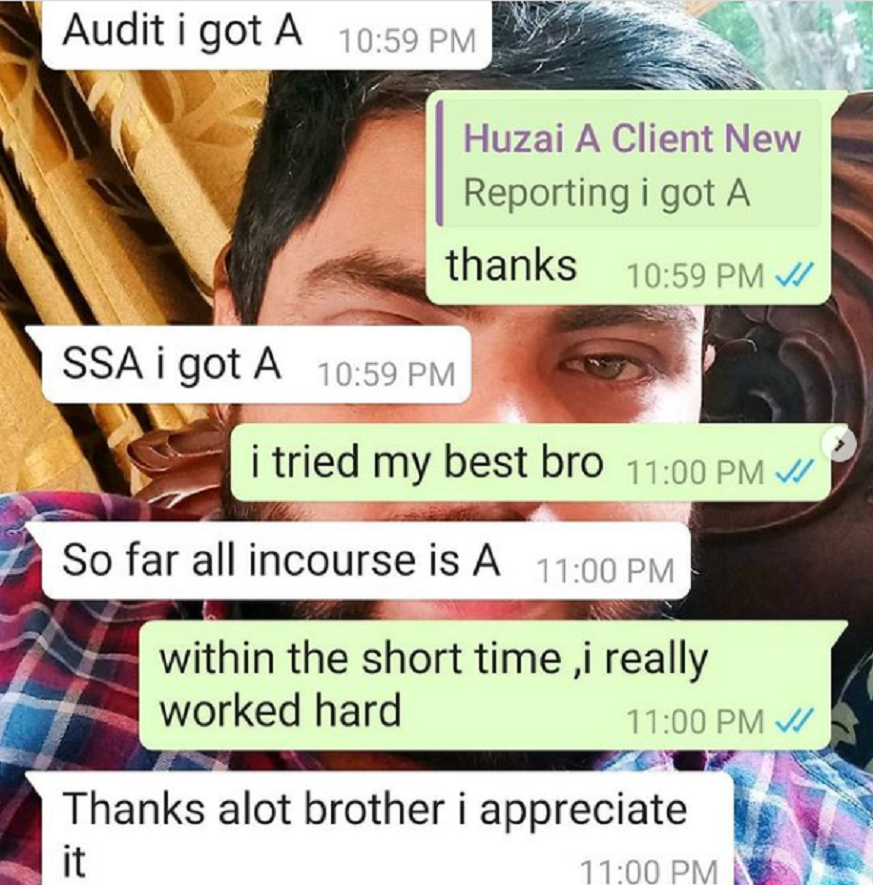 Audit i got A 10:59 PM
Huzai A Client New
Reporting i got A
thanks 10:59 PM
SSA i got A 10:59 PM
i tried my best bro 11:00 PM
So far all incourse is A 11:00 PM
within the short time ,i really
worked hard 11:00 PM
Thanks alot brother i appreciate
it 11:00 PM